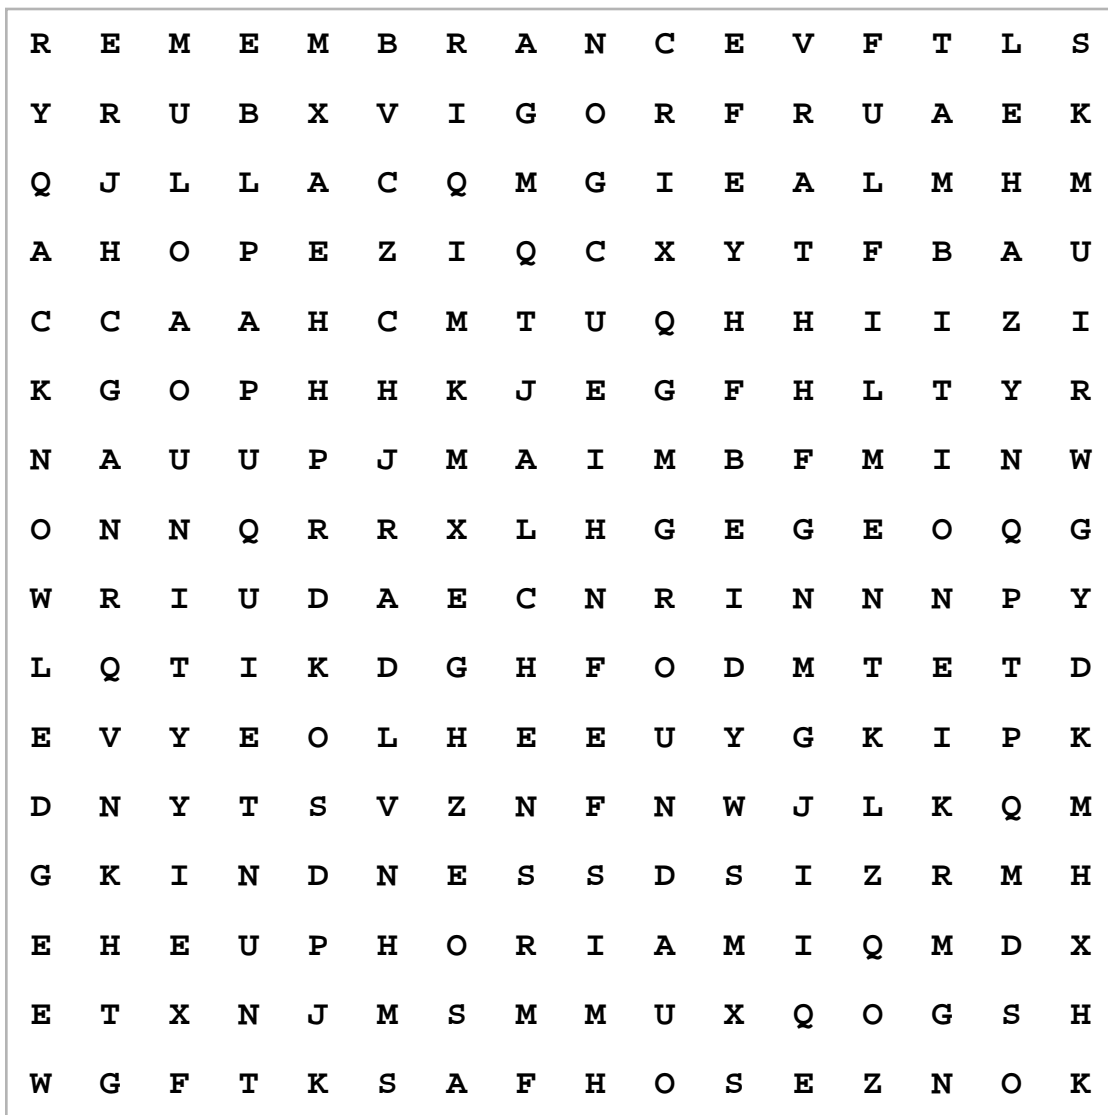 R E M E M B R A N C E V F T L S
Y R U B X V I G O R F R U A E K
Q J L L A C Q M G I E A L M H M
A H O P E Z I Q C X Y T F B A U
C C A A H C M T U Q H H I I Z I
K G O P H H K J E G F H L T Y R
N A U U P J M A I M B F M I N W
O N N Q R R X L H G E G E O Q G
W R I U D A E C N R I N N N P Y
L Q T I K D G H F O D M T E T D
E V Y E O L H E E U Y G K I P K
D N Y T S V Z N F N W J L K Q M
G K I N D N E S S D S I Z R M H
E H E U P H O R I A M I Q M D X
E T X N J M S M M U X Q O G S H
W G F T K S A F H O S E Z N O K